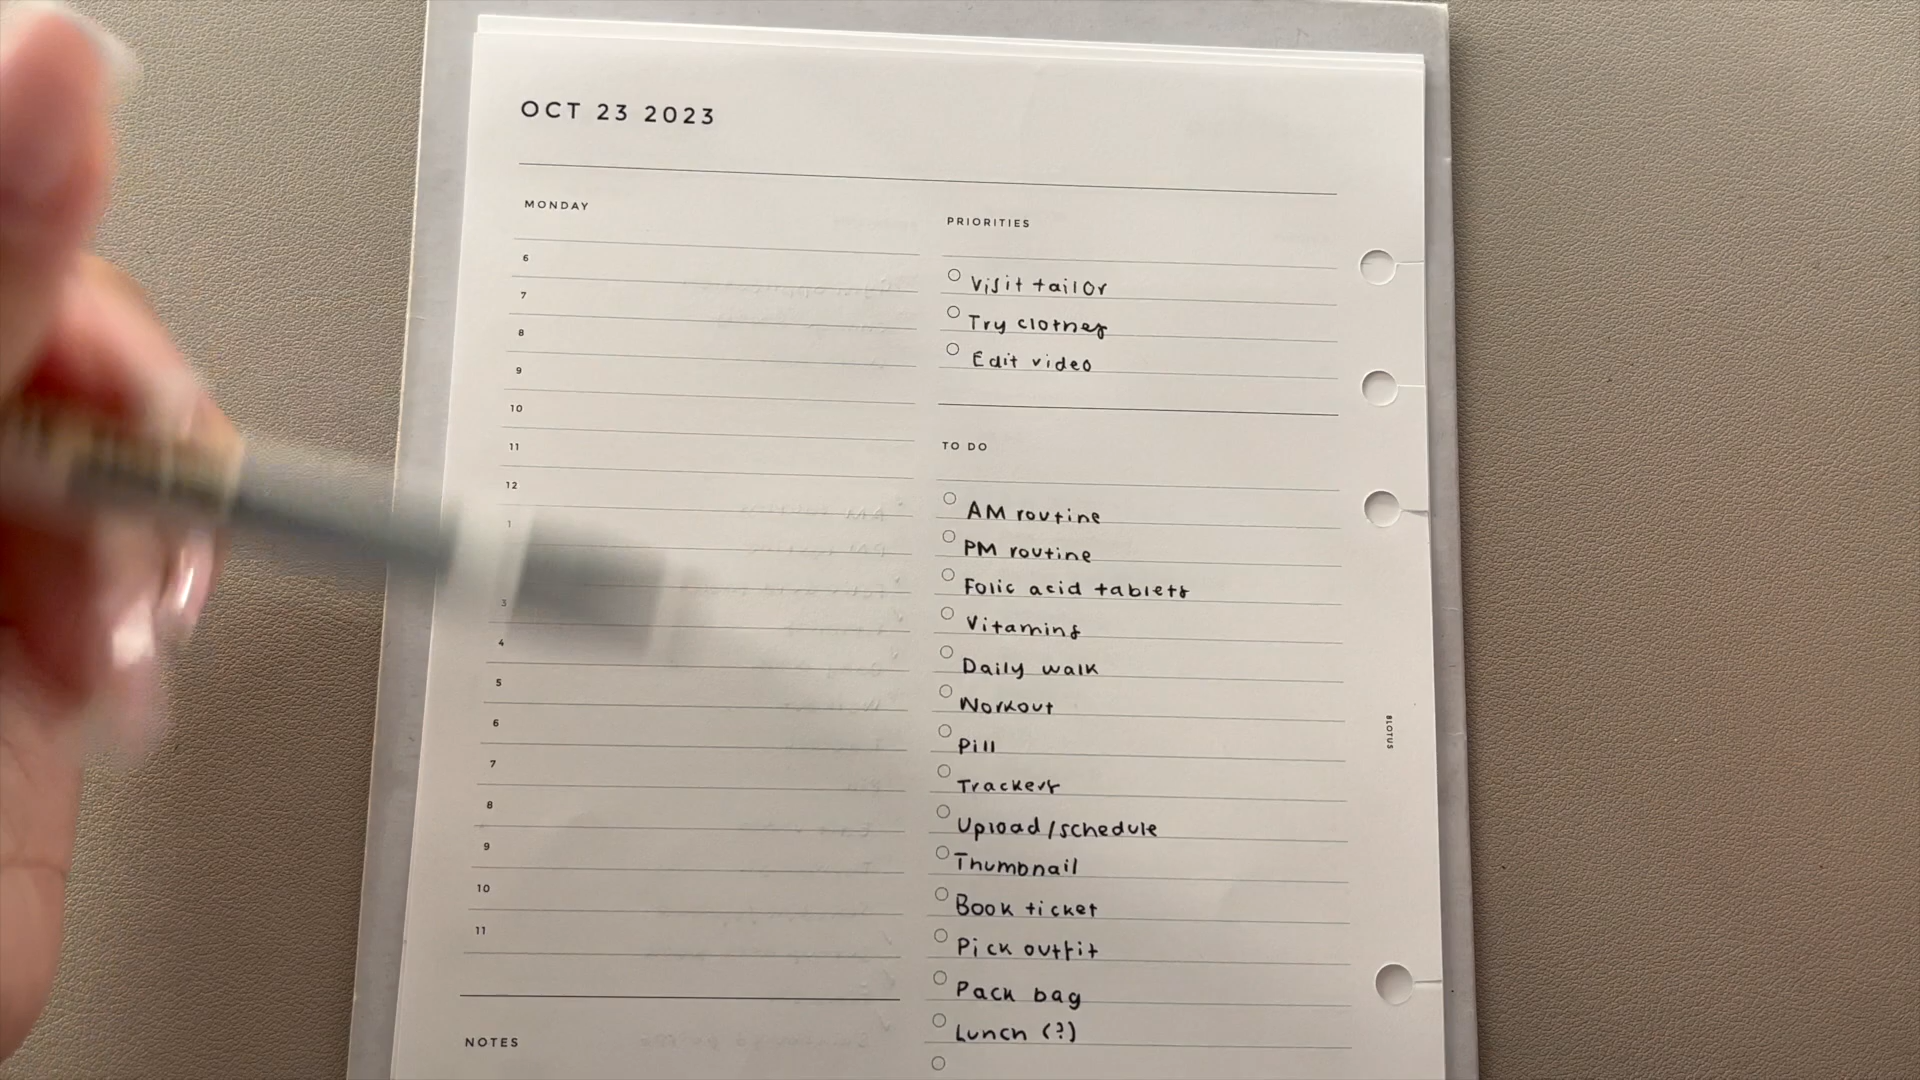 OCT 23 2023
MONDAY
6
7
8
9
10
11
12
1
3
4
5
6
7
8
9
10
11
NOTES
PRIORITIES
Visit tailor
Try clothes
Edit video
TO DO
AM routine
PM routine
Folic acid tablets
Vitamins
Daily walk
Workout
Pill
Trackers
Upload/schedule
Thumbnail
Book ticket
Pick outfit
Pack bag
Lunch (?)
BLOTUS